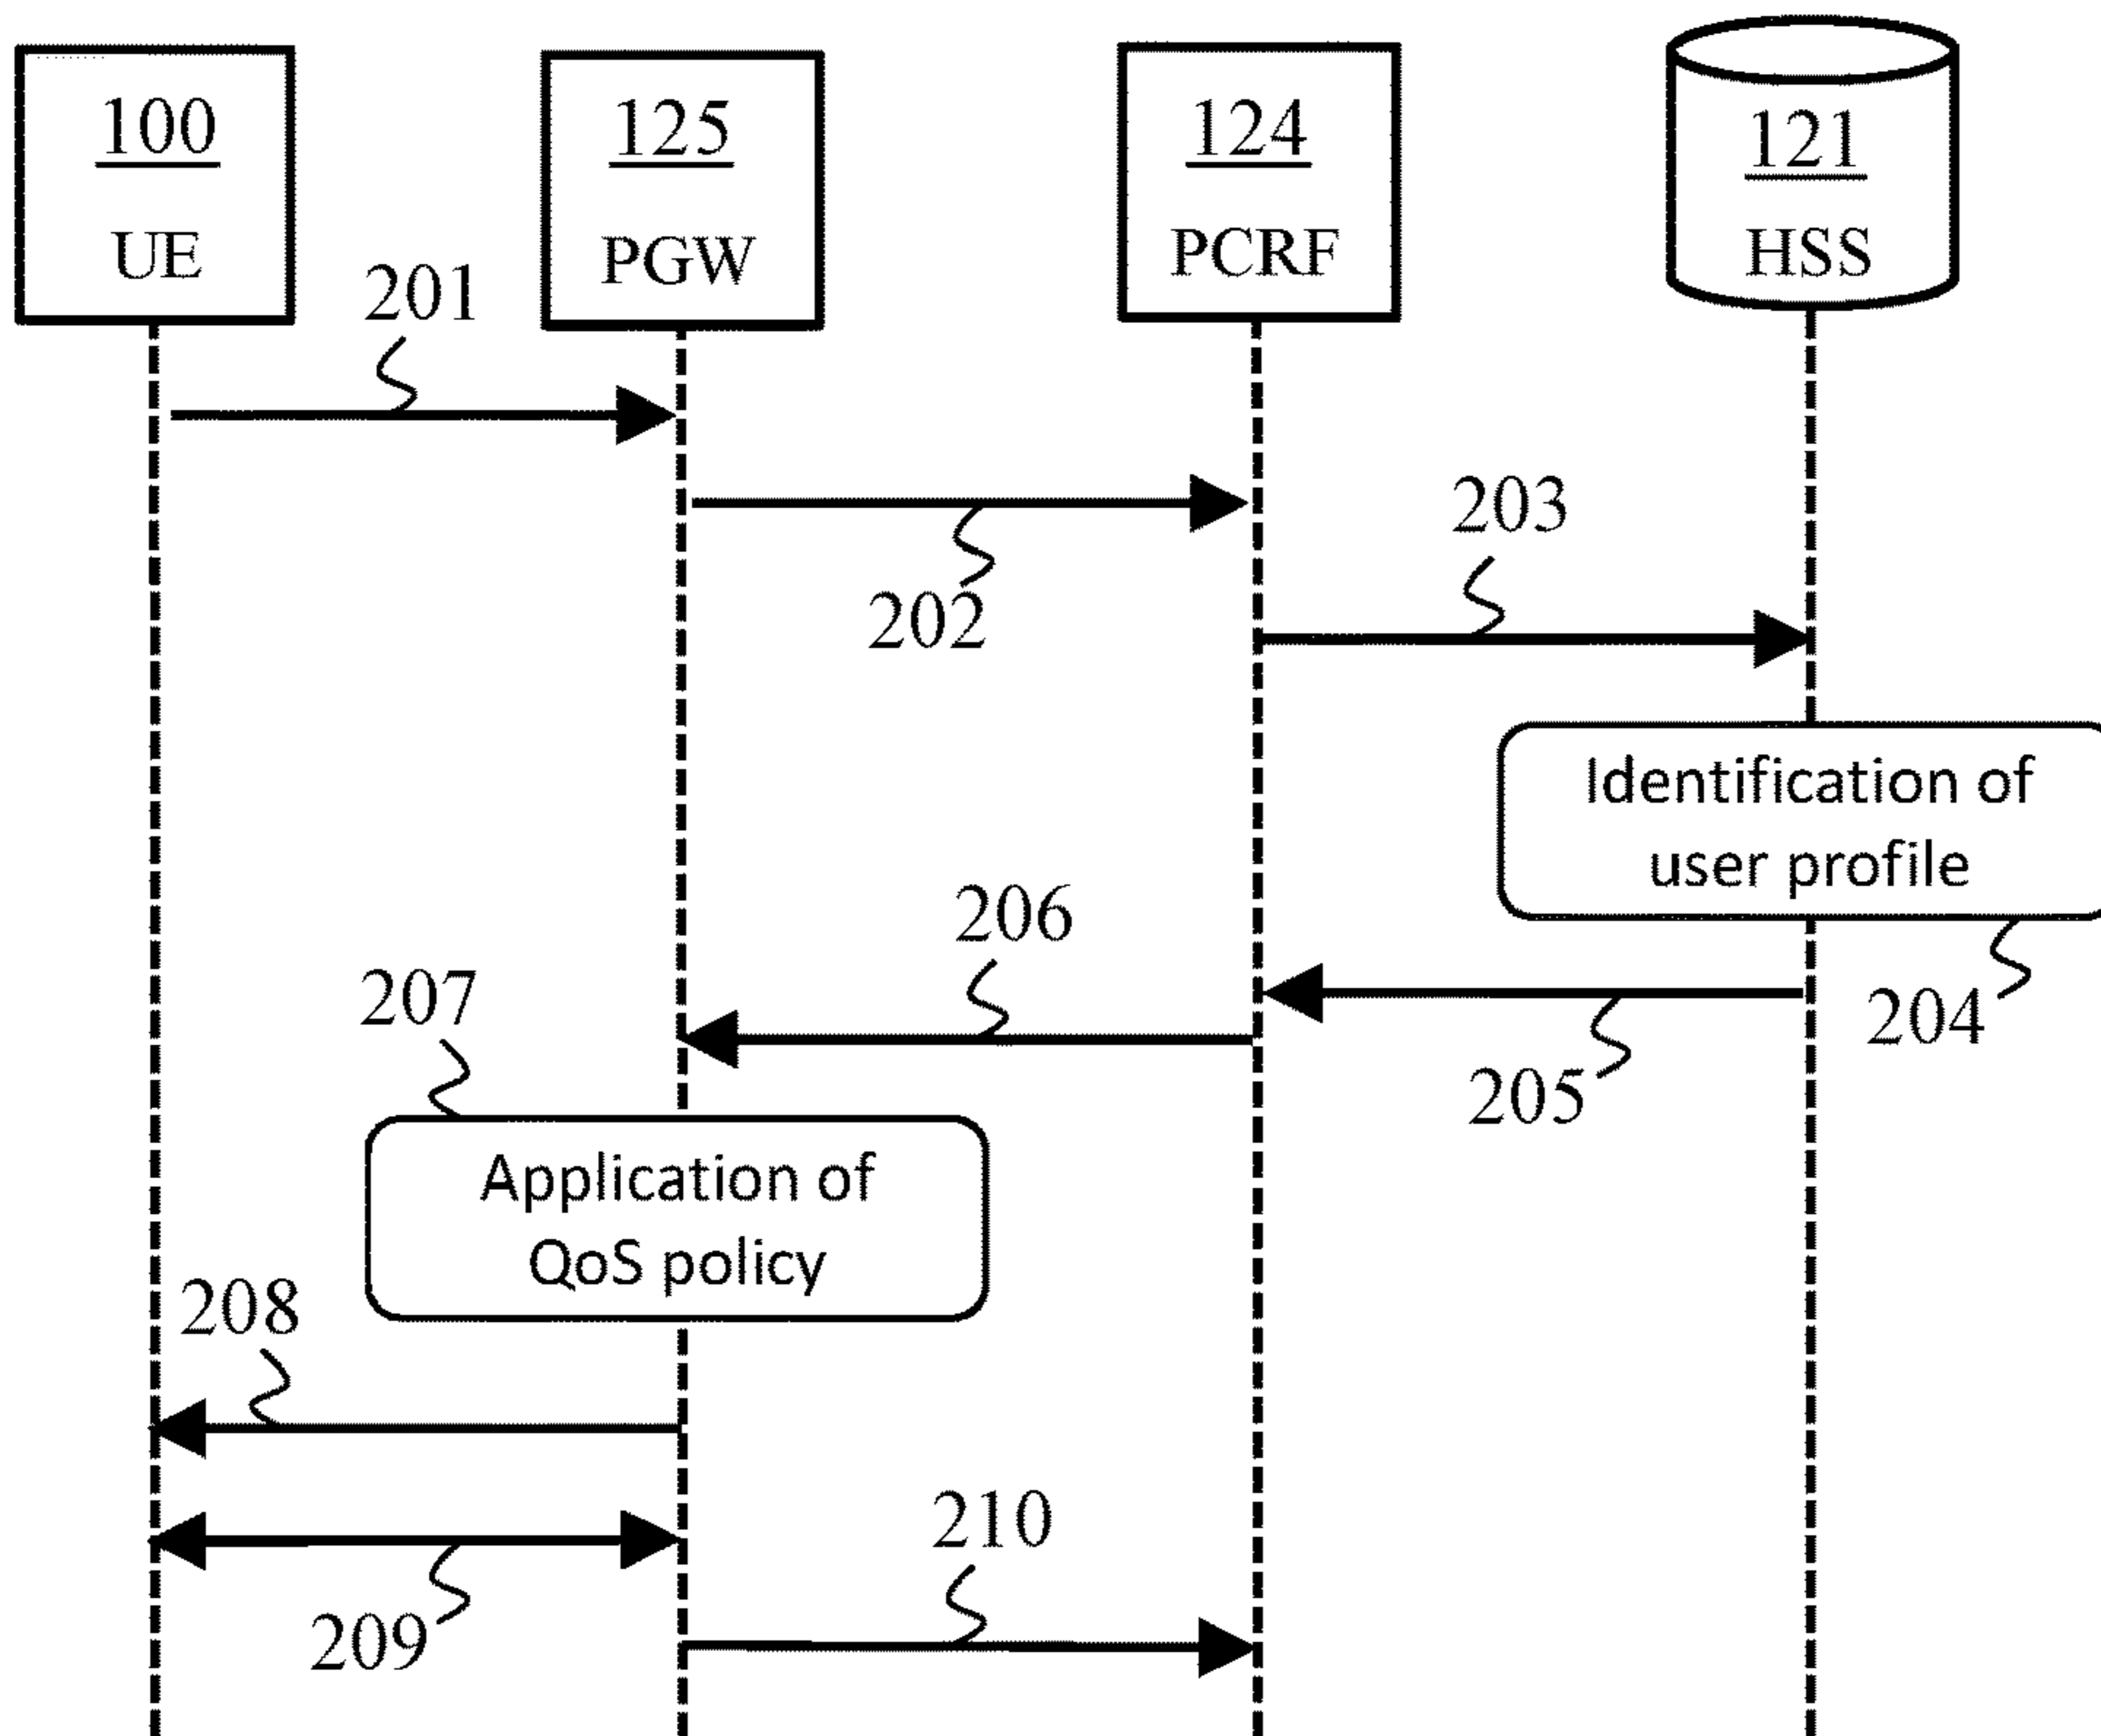 100
UE
125
PGW
124
PCRF
121
HSS
201
202
203
Identification of
user profile
204
205
206
207
Application of
QoS policy
208
209
210